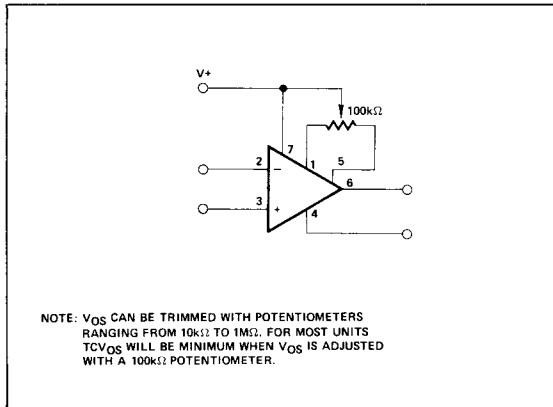 V+
100kΩ
7
1
5
2
−
6
3
+
4
NOTE: VOS CAN BE TRIMMED WITH POTENTIOMETERS
RANGING FROM 10kΩ TO 1MΩ. FOR MOST UNITS
TCVOS WILL BE MINIMUM WHEN VOS IS ADJUSTED
WITH A 100kΩ POTENTIOMETER.